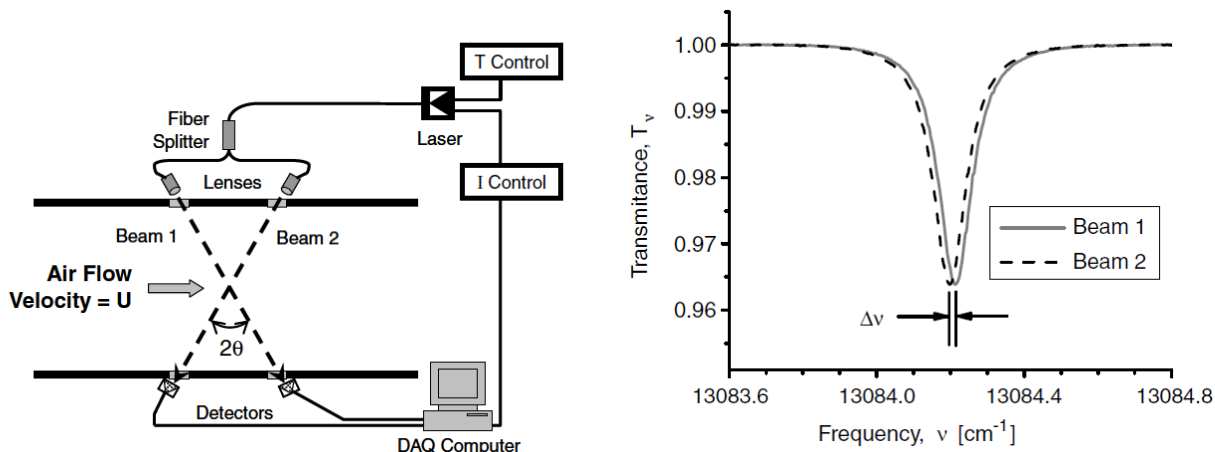 T Control
Fiber
Splitter
Laser
Lenses
I Control
Beam 1
Beam 2
Air Flow
Velocity = U
2θ
Detectors
DAQ Computer
Transmitance, Tν
1.00
0.99
0.98
0.97
0.96
Beam 1
Beam 2
Δν
13083.6
13084.0
13084.4
13084.8
Frequency, ν [cm⁻¹]